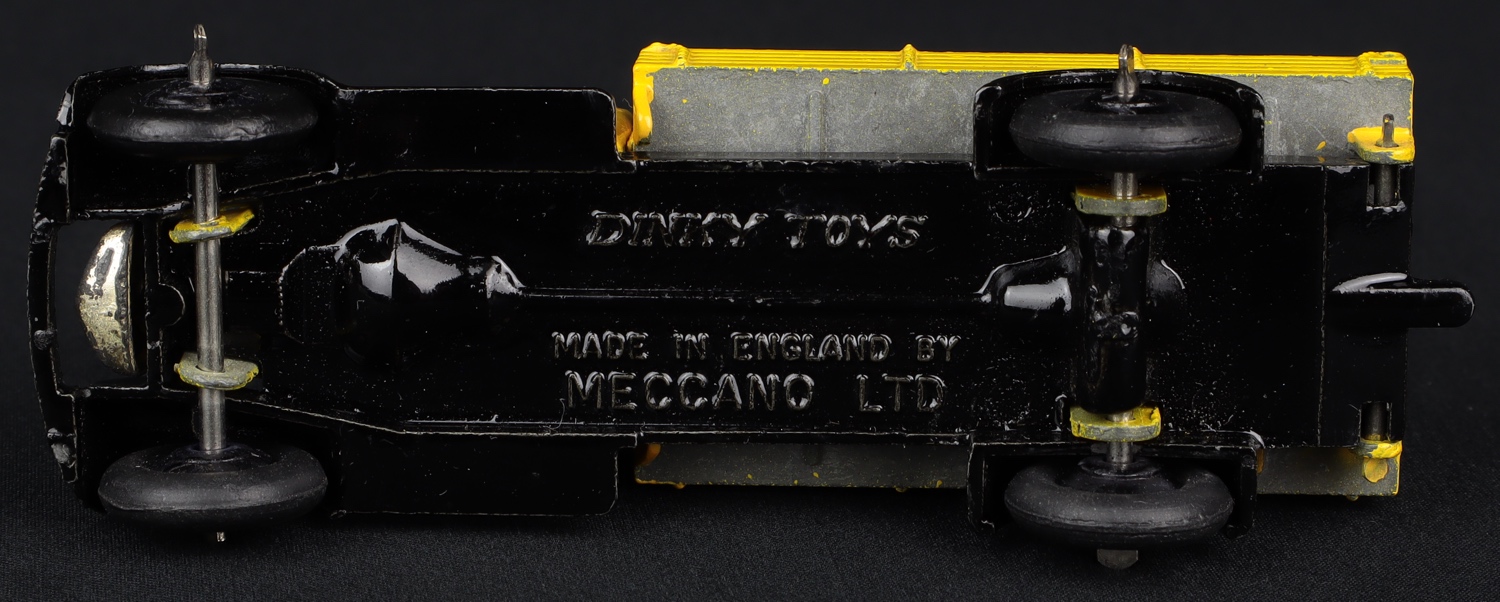 DINKY TOYS
MADE IN ENGLAND BY
MECCANO LTD